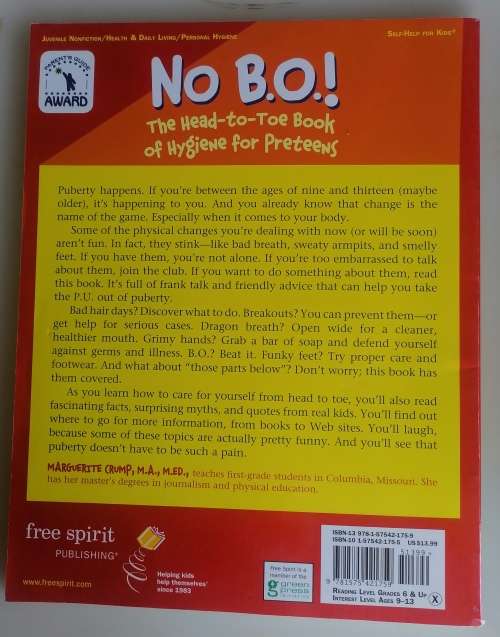 Juvenile Nonfiction/Health & Daily Living/Personal Hygiene
Self-Help for Kids®
PARENT'S GUIDE
AWARD
No B.O.!
The Head-to-Toe Book
of Hygiene for Preteens
Puberty happens. If you're between the ages of nine and thirteen (maybe
older), it's happening to you. And you already know that change is the
name of the game. Especially when it comes to your body.
Some of the physical changes you're dealing with now (or will be soon)
aren't fun. In fact, they stink—like bad breath, sweaty armpits, and smelly
feet. If you have them, you're not alone. If you're too embarrassed to talk
about them, join the club. If you want to do something about them, read
this book. It's full of frank talk and friendly advice that can help you take
the P.U. out of puberty.
Bad hair days? Discover what to do. Breakouts? You can prevent them—or
get help for serious cases. Dragon breath? Open wide for a cleaner,
healthier mouth. Grimy hands? Grab a bar of soap and defend yourself
against germs and illness. B.O.? Beat it. Funky feet? Try proper care and
footwear. And what about "those parts below"? Don't worry; this book has
them covered.
As you learn how to care for yourself from head to toe, you'll also read
fascinating facts, surprising myths, and quotes from real kids. You'll find out
where to go for more information, from books to Web sites. You'll laugh,
because some of these topics are actually pretty funny. And you'll see that
puberty doesn't have to be such a pain.
Marguerite Crump, M.A., M.Ed., teaches first-grade students in Columbia, Missouri. She
has her master's degrees in journalism and physical education.
free spirit
PUBLISHING®
Helping kids
help themselves®
since 1983
www.freespirit.com
Free Spirit is a
member of the
green
press
ISBN-13 978-1-57542-175-9
ISBN-10 1-57542-175-5 US $13.99
51399
9 781575 421759
Reading Level Grades 6 & Up
Interest Level Ages 9–13
X